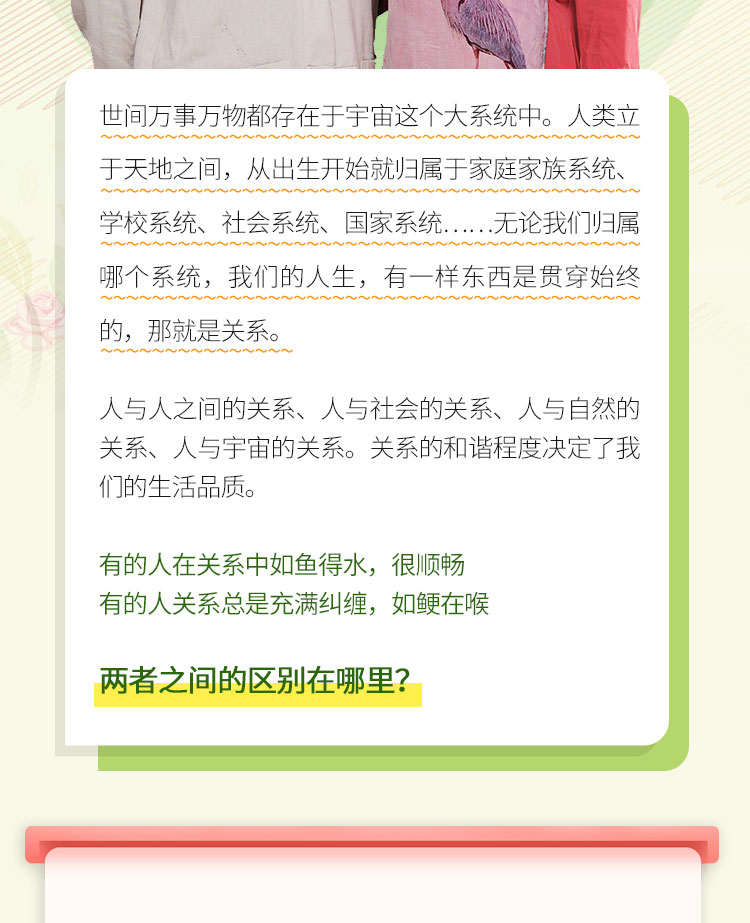 世间万事万物都存在于宇宙这个大系统中。人类立
于天地之间，从出生开始就归属于家庭家族系统、
学校系统、社会系统、国家系统……无论我们归属
哪个系统，我们的人生，有一样东西是贯穿始终
的，那就是关系。
人与人之间的关系、人与社会的关系、人与自然的
关系、人与宇宙的关系。关系的和谐程度决定了我
们的生活品质。
有的人在关系中如鱼得水，很顺畅
有的人关系总是充满纠缠，如鲠在喉
两者之间的区别在哪里？